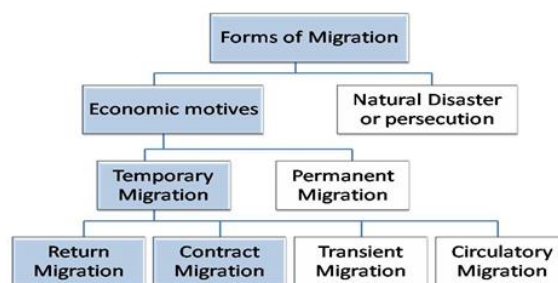 Forms of Migration
Economic motives
Natural Disaster
or persecution
Temporary
Migration
Permanent
Migration
Return
Migration
Contract
Migration
Transient
Migration
Circulatory
Migration